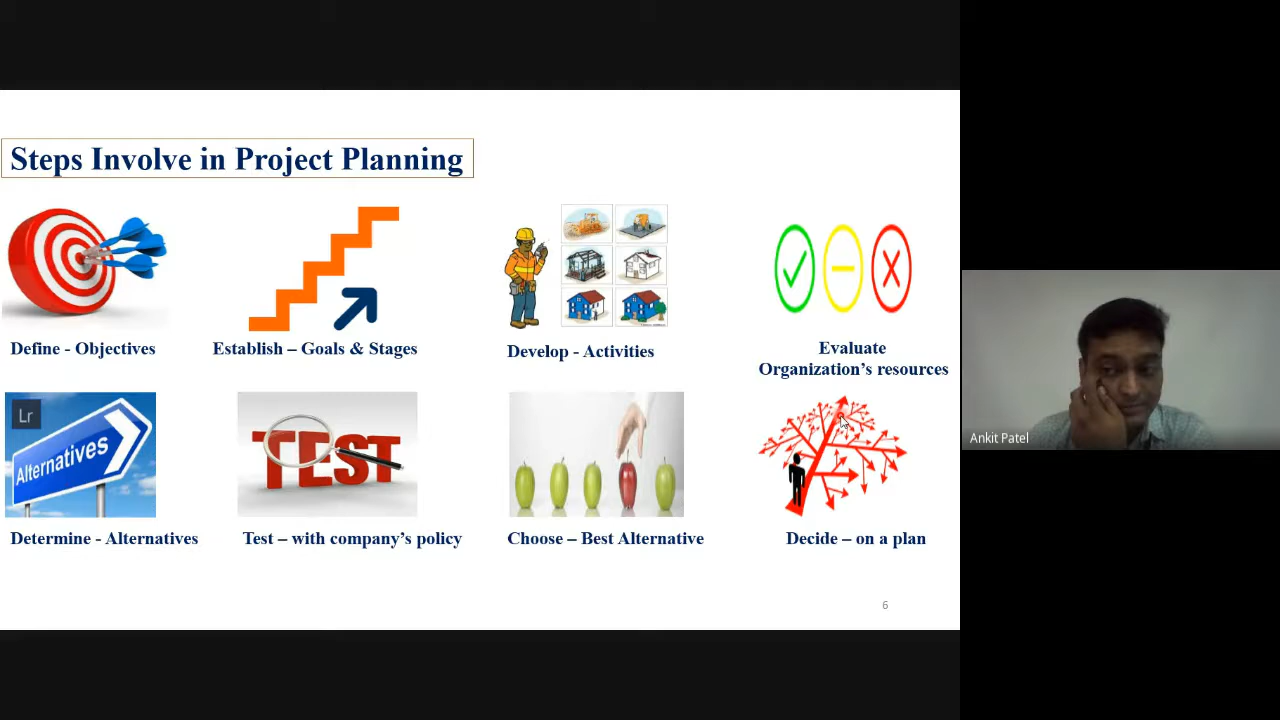 Steps Involve in Project Planning
Define - Objectives
Establish – Goals & Stages
Develop - Activities
Evaluate
Organization’s resources
Lr
Alternatives
TEST
Determine - Alternatives
Test – with company’s policy
Choose – Best Alternative
Decide – on a plan
6
Ankit Patel